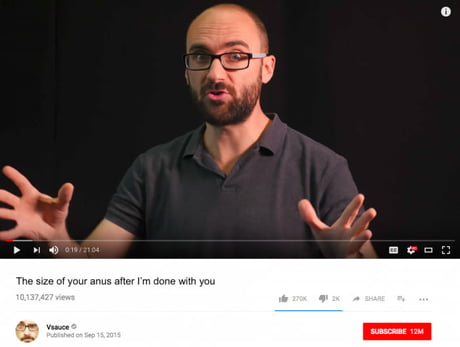 0:19 / 21:04
CC
The size of your anus after I'm done with you
10,137,427 views
270K
2K
SHARE
Vsauce
Published on Sep 15, 2015
SUBSCRIBE 12M